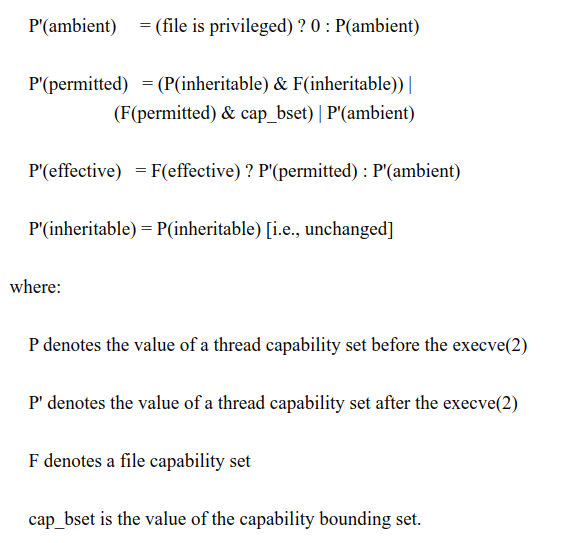 P'(ambient) = (file is privileged) ? 0 : P(ambient)
P'(permitted) = (P(inheritable) & F(inheritable)) |
(F(permitted) & cap_bset) | P'(ambient)
P'(effective) = F(effective) ? P'(permitted) : P'(ambient)
P'(inheritable) = P(inheritable) [i.e., unchanged]
where:
P denotes the value of a thread capability set before the execve(2)
P' denotes the value of a thread capability set after the execve(2)
F denotes a file capability set
cap_bset is the value of the capability bounding set.